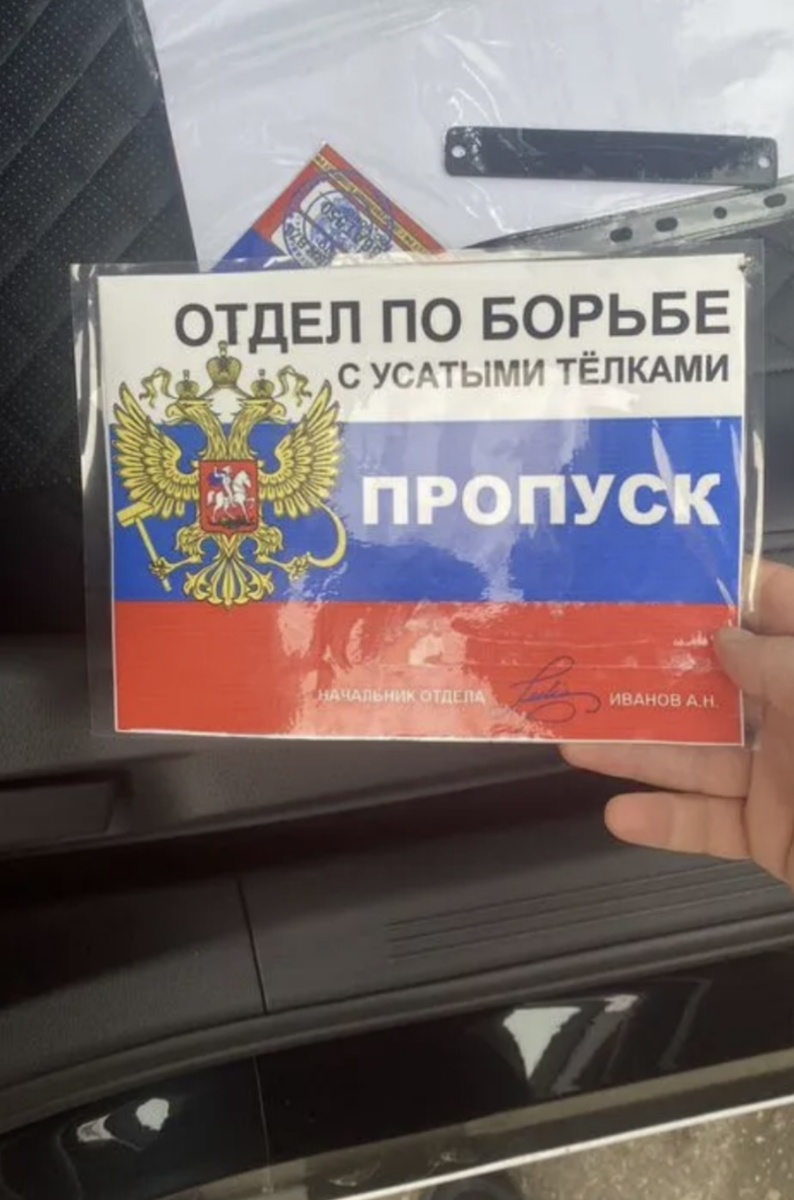 ОТДЕЛ ПО БОРЬБЕ
С УСАТЫМИ ТЁЛКАМИ
ПРОПУСК
НАЧАЛЬНИК ОТДЕЛА ИВАНОВ А.Н.